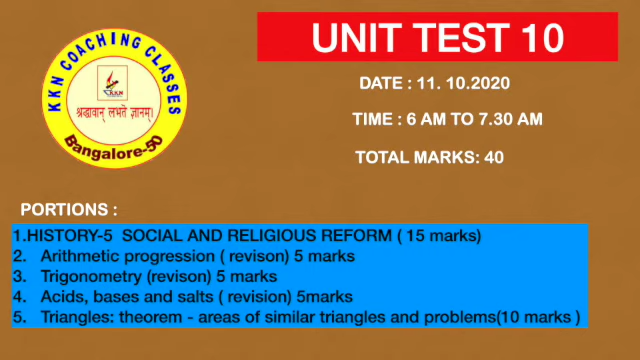 KKN COACHING CLASSES
KKN
श्रद्धावान् लभते ज्ञानम्।
Bangalore-50
UNIT TEST 10
DATE : 11. 10.2020
TIME : 6 AM TO 7.30 AM
TOTAL MARKS: 40
PORTIONS :
1.HISTORY-5 SOCIAL AND RELIGIOUS REFORM ( 15 marks)
2. Arithmetic progression ( revison) 5 marks
3. Trigonometry (revison) 5 marks
4. Acids, bases and salts ( revision) 5marks
5. Triangles: theorem - areas of similar triangles and problems(10 marks )